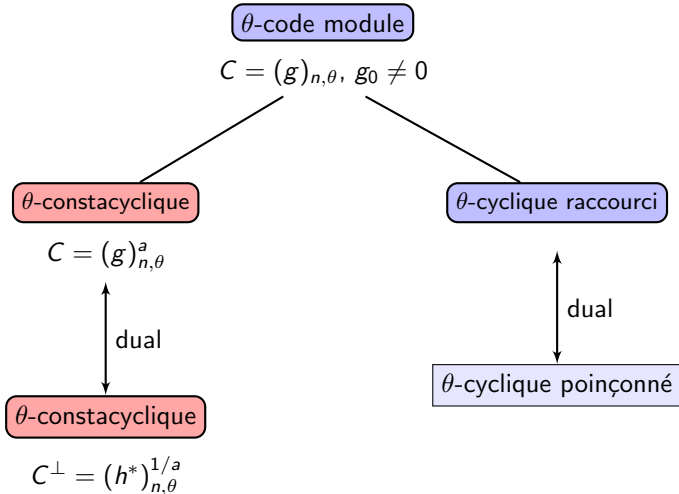 θ-code module
C = (g)_{n,θ}, g_0 ≠ 0
θ-constacyclique
θ-cyclique raccourci
C = (g)^a_{n,θ}
dual
dual
θ-cyclique poinçonné
θ-constacyclique
C^⊥ = (h*)^{1/a}_{n,θ}